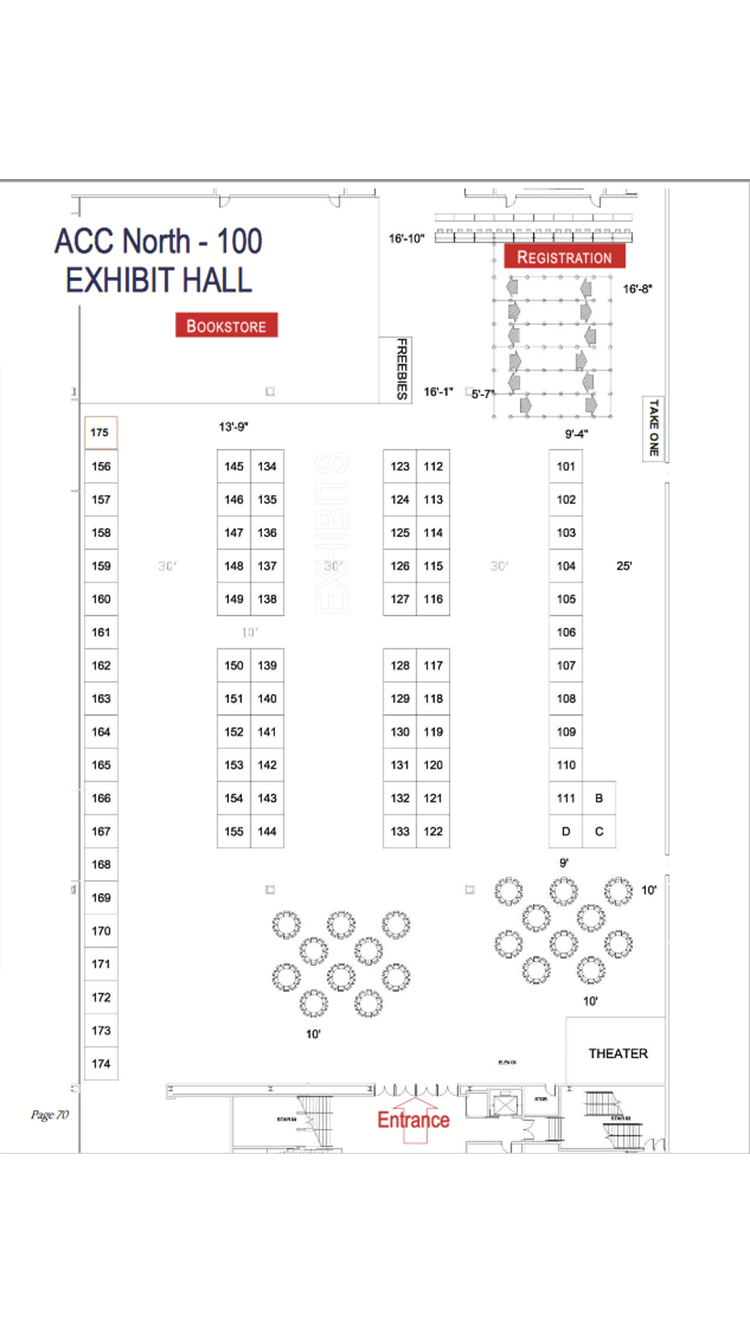 ACC North - 100
EXHIBIT HALL
BOOKSTORE
16'-10"
REGISTRATION
16'-8"
FREEBIES
16'-1"
5'-7"
TAKE ONE
175
13'-9"
9'-4"
EXHIBITS
156 145 134 123 112 101
157 146 135 124 113 102
158 147 136 125 114 103
159 30' 148 137 30' 126 115 30' 104 25'
160 149 138 127 116 105
161 10' 106
162 150 139 128 117 107
163 151 140 129 118 108
164 152 141 130 119 109
165 153 142 131 120 110
166 154 143 132 121 111 B
167 155 144 133 122 D C
168 9'
169 10'
170
171
172 10'
173 10'
174 THEATER
Page 70
Entrance